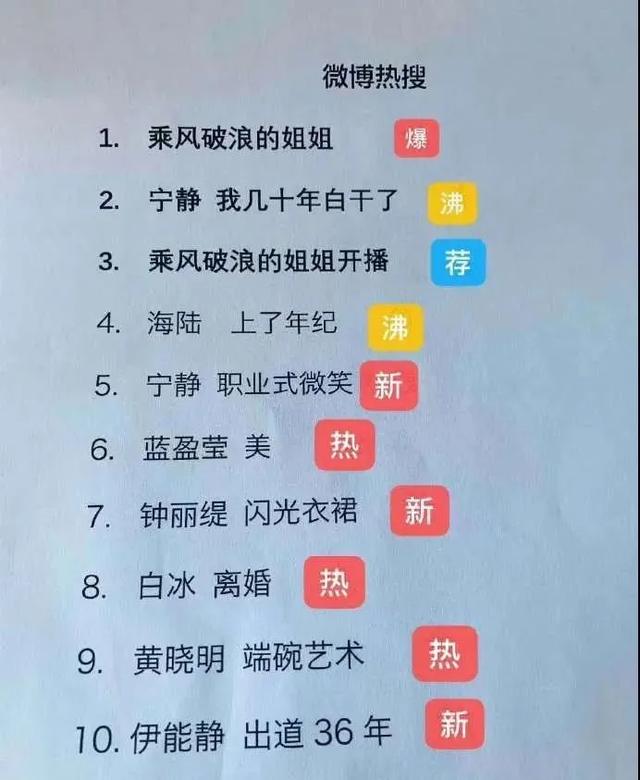 微博热搜
1. 乘风破浪的姐姐 爆
2. 宁静 我几十年白干了 沸
3. 乘风破浪的姐姐开播 荐
4. 海陆 上了年纪 沸
5. 宁静 职业式微笑 新
6. 蓝盈莹 美 热
7. 钟丽缇 闪光衣裙 新
8. 白冰 离婚 热
9. 黄晓明 端碗艺术 热
10. 伊能静 出道 36 年 新